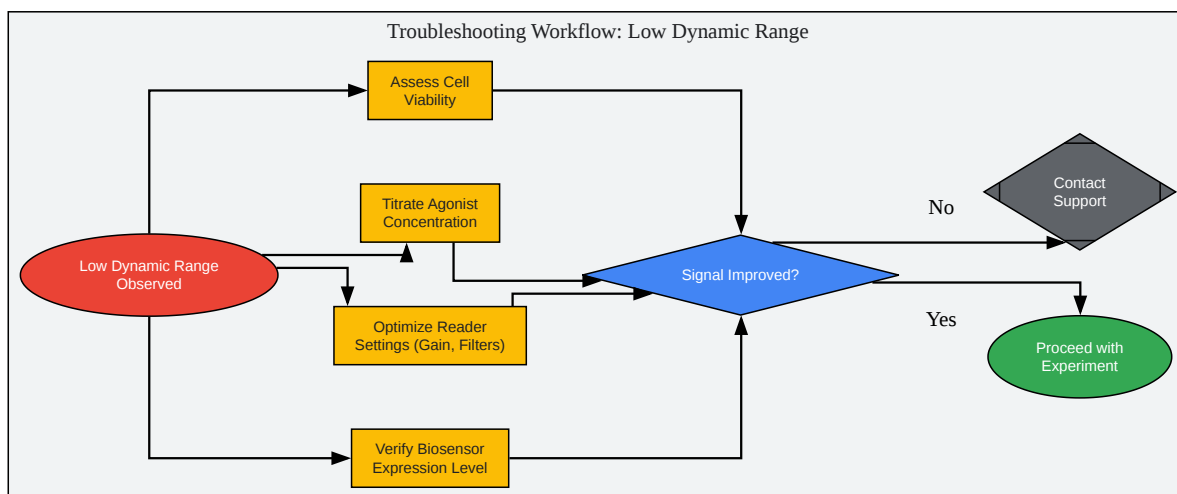 Troubleshooting Workflow: Low Dynamic Range
Assess Cell
Viability
Titrate Agonist
Concentration
Low Dynamic Range
Observed
Optimize Reader
Settings (Gain, Filters)
Verify Biosensor
Expression Level
Signal Improved?
No
Contact
Support
Yes
Proceed with
Experiment